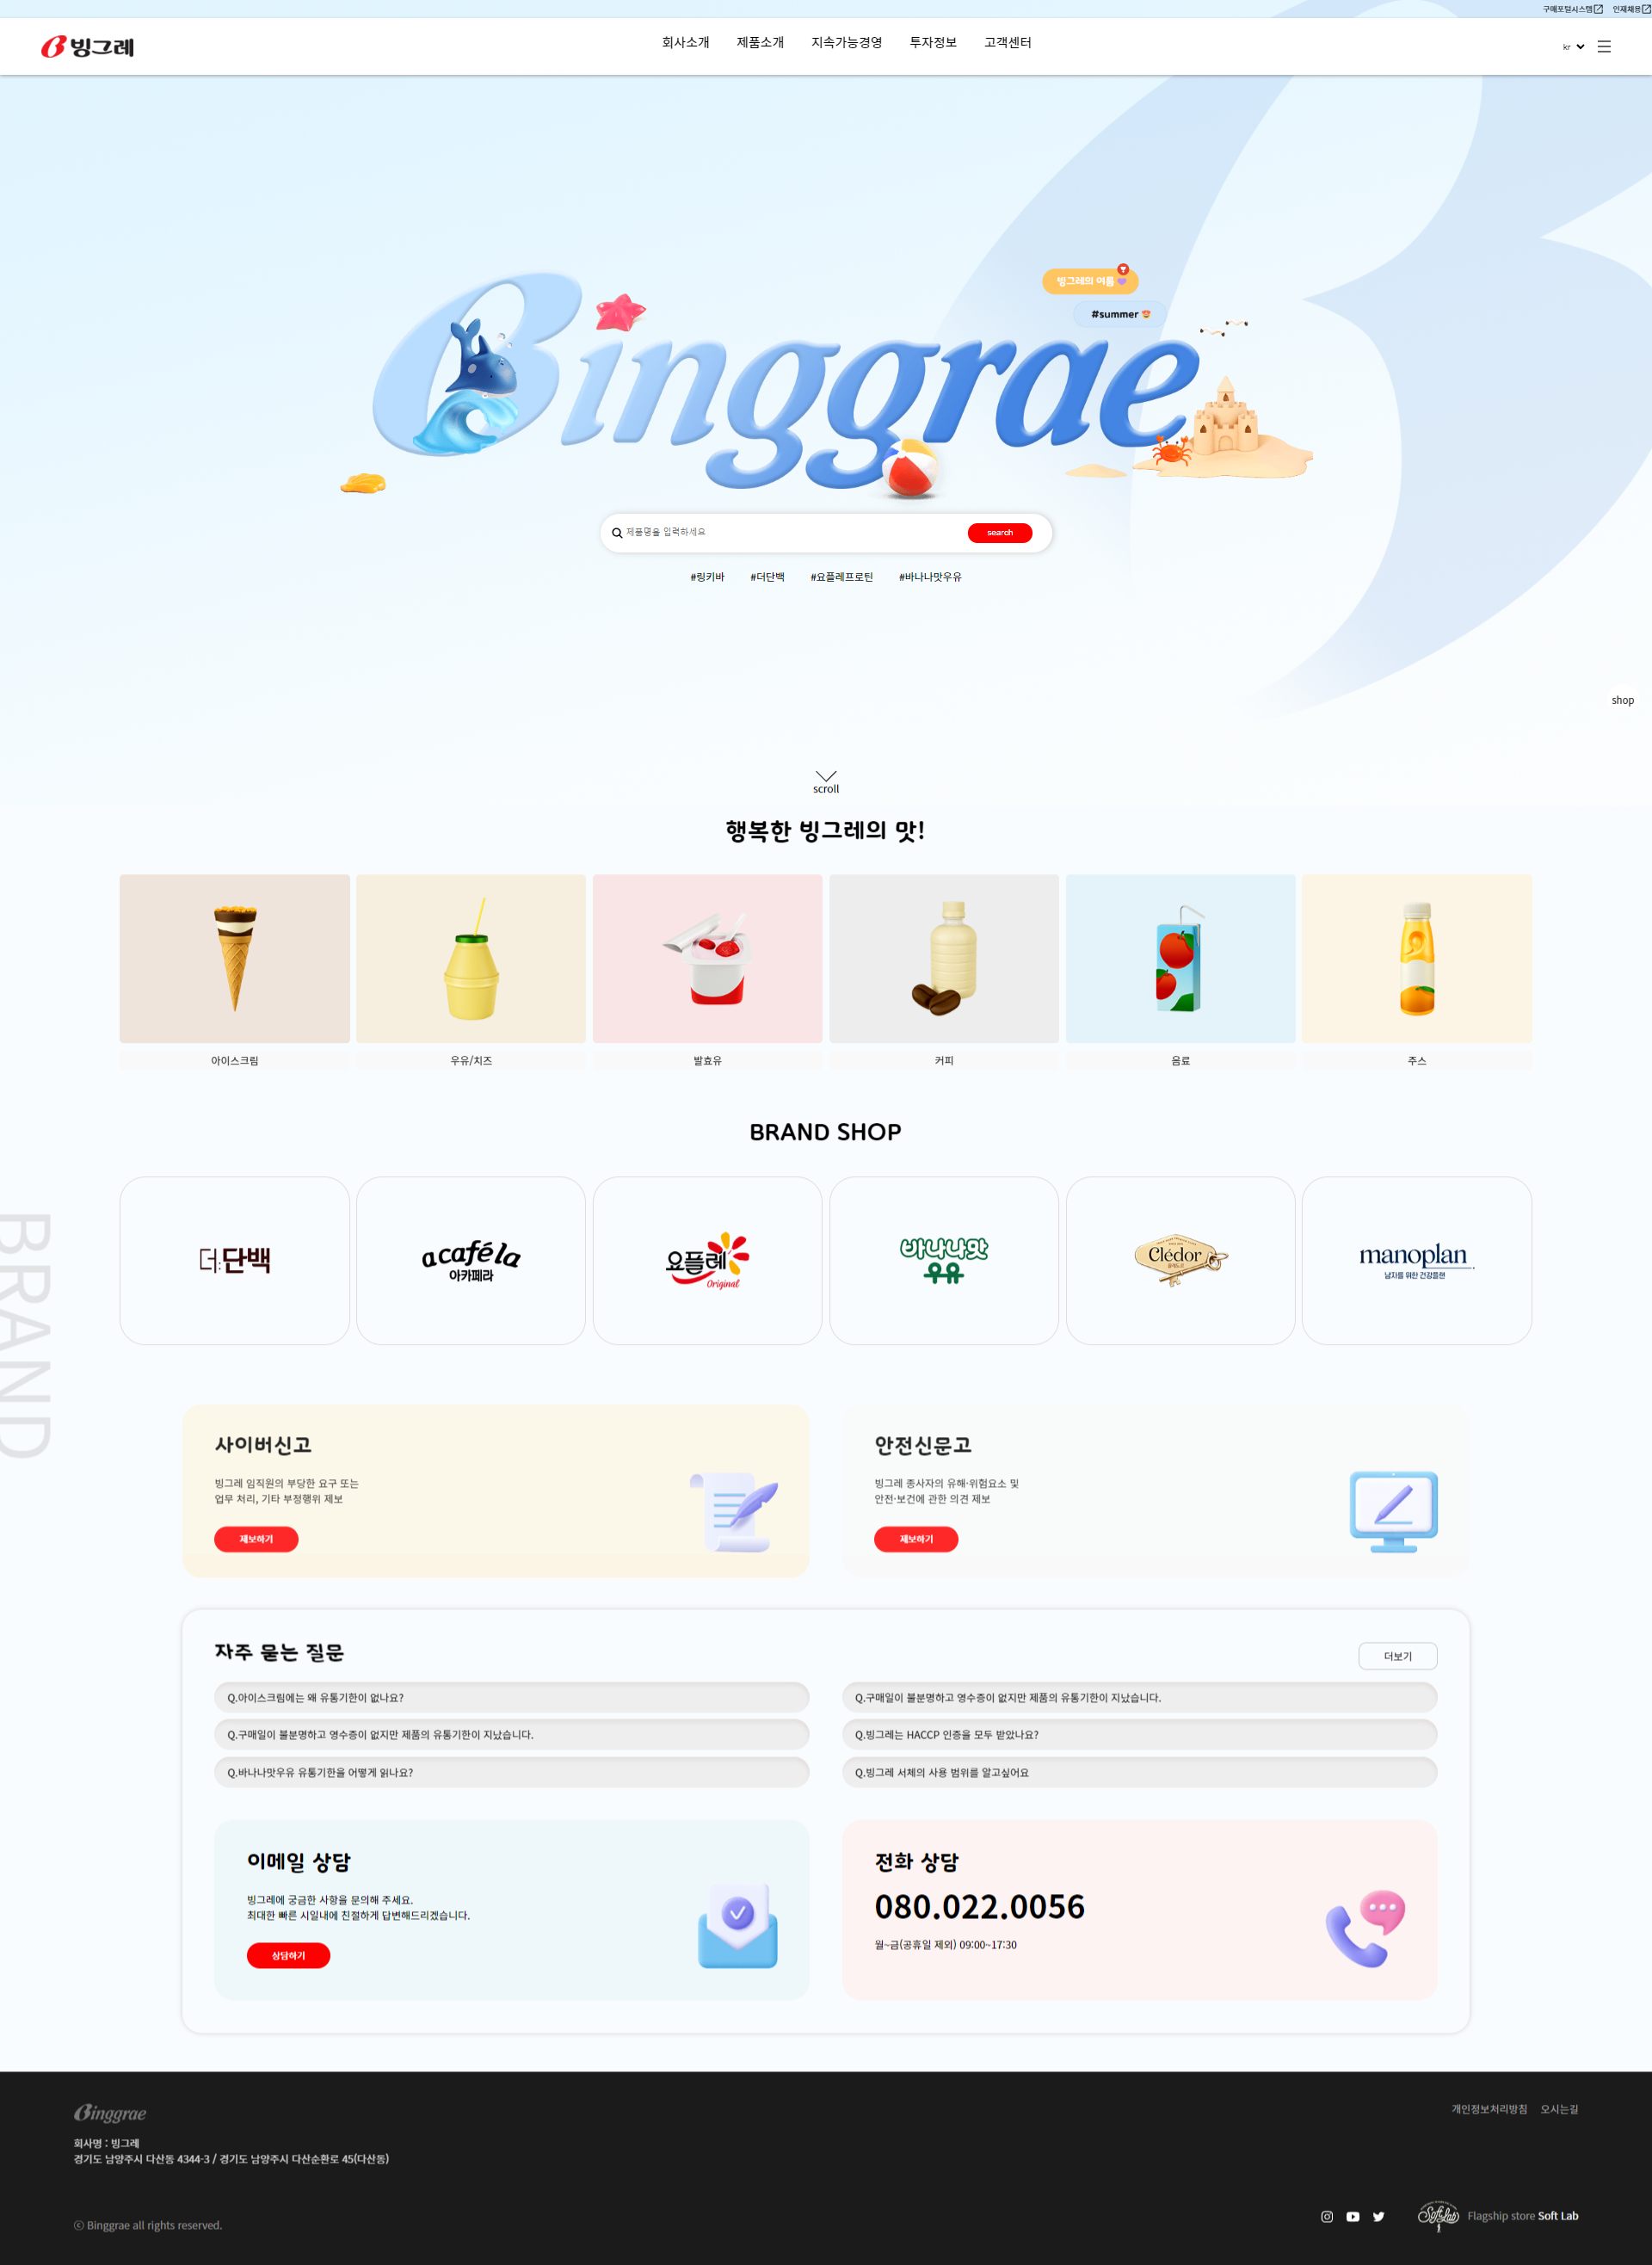 구매포털시스템 인재채용
빙그레
회사소개 제품소개 지속가능경영 투자정보 고객센터
kr
빙그레의 여름
#summer
Binggrae
제품명을 입력하세요
search
#링키바 #더단백 #요플레프로틴 #바나나맛우유
shop
scroll
행복한 빙그레의 맛!
아이스크림 우유/치즈 발효유 커피 음료 주스
BRAND SHOP
BRAND
더:단백
acaféla
아카페라
요플레
Original
바나나맛
우유
Clédor
끌레도르
manoplan
남자를 위한 건강플랜
사이버신고
빙그레 임직원의 부당한 요구 또는
업무 처리, 기타 부정행위 제보
제보하기
안전신문고
빙그레 종사자의 유해·위험요소 및
안전·보건에 관한 의견 제보
제보하기
자주 묻는 질문
더보기
Q.아이스크림에는 왜 유통기한이 없나요?
Q.구매일이 불분명하고 영수증이 없지만 제품의 유통기한이 지났습니다.
Q.구매일이 불분명하고 영수증이 없지만 제품의 유통기한이 지났습니다.
Q.빙그레는 HACCP 인증을 모두 받았나요?
Q.바나나맛우유 유통기한을 어떻게 읽나요?
Q.빙그레 서체의 사용 범위를 알고싶어요
이메일 상담
빙그레에 궁금한 사항을 문의해 주세요.
최대한 빠른 시일내에 친절하게 답변해드리겠습니다.
상담하기
전화 상담
080.022.0056
월~금(공휴일 제외) 09:00~17:30
Binggrae
개인정보처리방침 오시는길
회사명 : 빙그레
경기도 남양주시 다산동 4344-3 / 경기도 남양주시 다산순환로 45(다산동)
ⓒ Binggrae all rights reserved.
Soft Lab
Flagship store Soft Lab